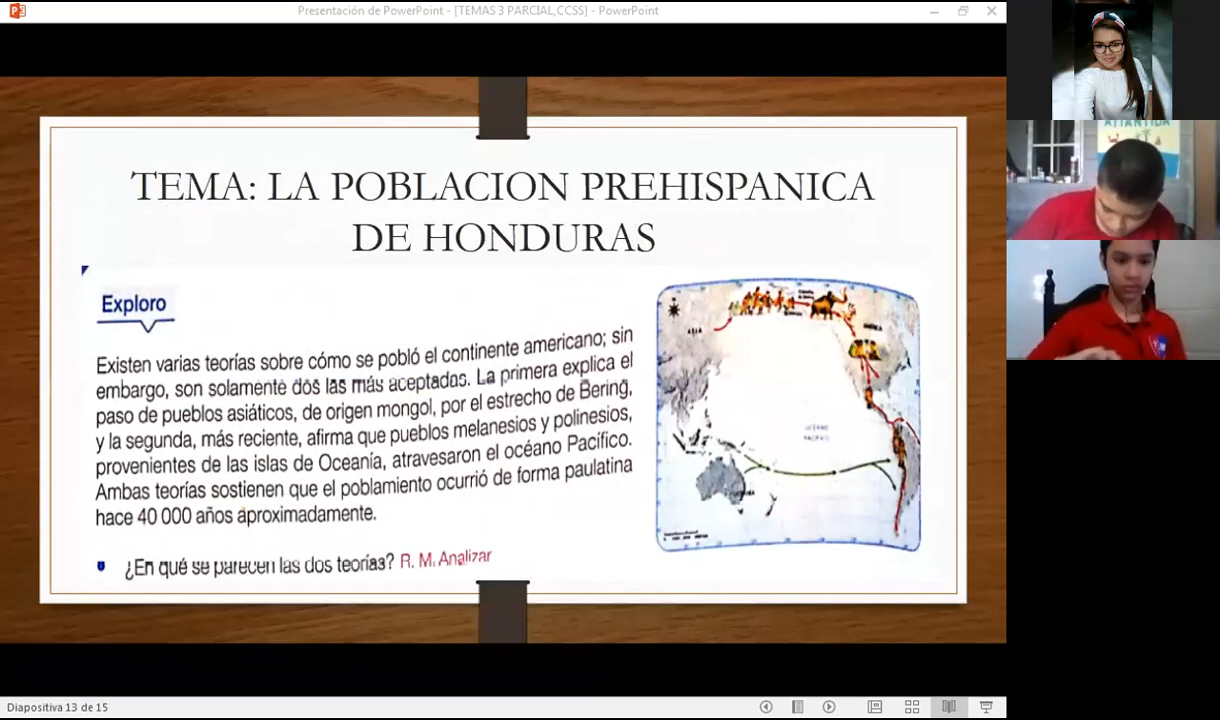 Presentación de PowerPoint - [TEMAS 3 PARCIAL,CCSS] - PowerPoint
TEMA: LA POBLACION PREHISPANICA
DE HONDURAS
Exploro
Existen varias teorías sobre cómo se pobló el continente americano; sin
embargo, son solamente dos las más aceptadas. La primera explica el
paso de pueblos asiáticos, de origen mongol, por el estrecho de Bering,
y la segunda, más reciente, afirma que pueblos melanesios y polinesios,
provenientes de las islas de Oceanía, atravesaron el océano Pacífico.
Ambas teorías sostienen que el poblamiento ocurrió de forma paulatina
hace 40 000 años aproximadamente.
¿En qué se parecen las dos teorías? R. M. Analizar
ASIA
AMÉRICA
OCÉANO
PACÍFICO
ATLANTIDA
Diapositiva 13 de 15